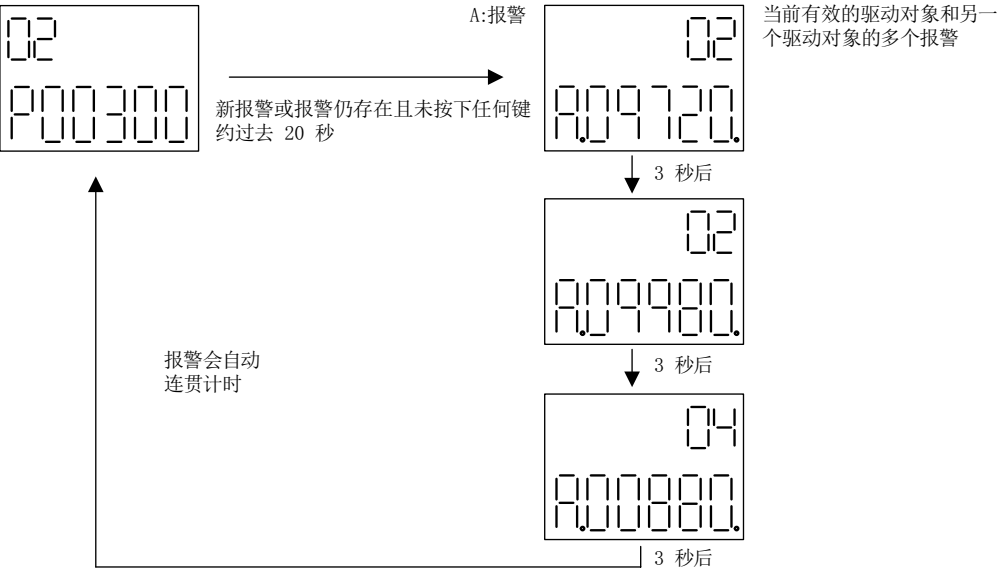 02
P00300
A:报警
新报警或报警仍存在且未按下任何键
约过去 20 秒
02
A.09720.
当前有效的驱动对象和另一
个驱动对象的多个报警
3 秒后
02
A.09980.
3 秒后
报警会自动
连贯计时
04
A.00880.
3 秒后